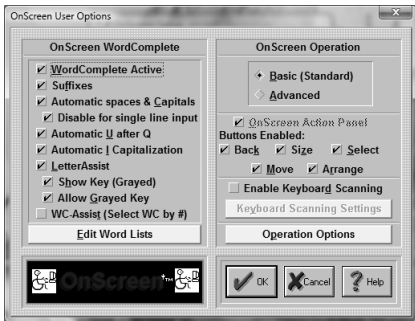 OnScreen User Options
OnScreen WordComplete
WordComplete Active
Suffixes
Automatic spaces & Capitals
Disable for single line input
Automatic U after Q
Automatic I Capitalization
LetterAssist
Show Key (Grayed)
Allow Grayed Key
WC-Assist (Select WC by #)
Edit Word Lists
OnScreen Operation
Basic (Standard)
Advanced
OnScreen Action Panel
Buttons Enabled:
Back Size Select
Move Arrange
Enable Keyboard Scanning
Keyboard Scanning Settings
Operation Options
OnScreen ™
OK Cancel Help